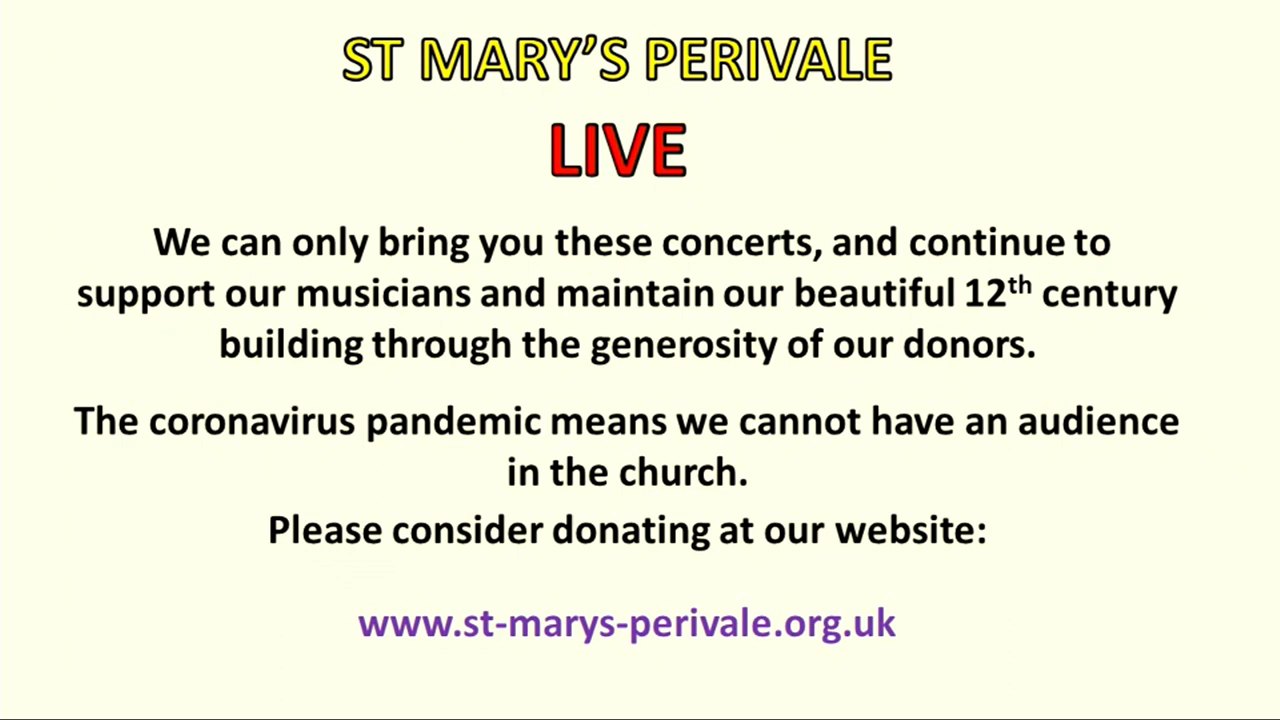 ST MARY’S PERIVALE
LIVE
We can only bring you these concerts, and continue to
support our musicians and maintain our beautiful 12th century
building through the generosity of our donors.
The coronavirus pandemic means we cannot have an audience
in the church.
Please consider donating at our website:
www.st-marys-perivale.org.uk